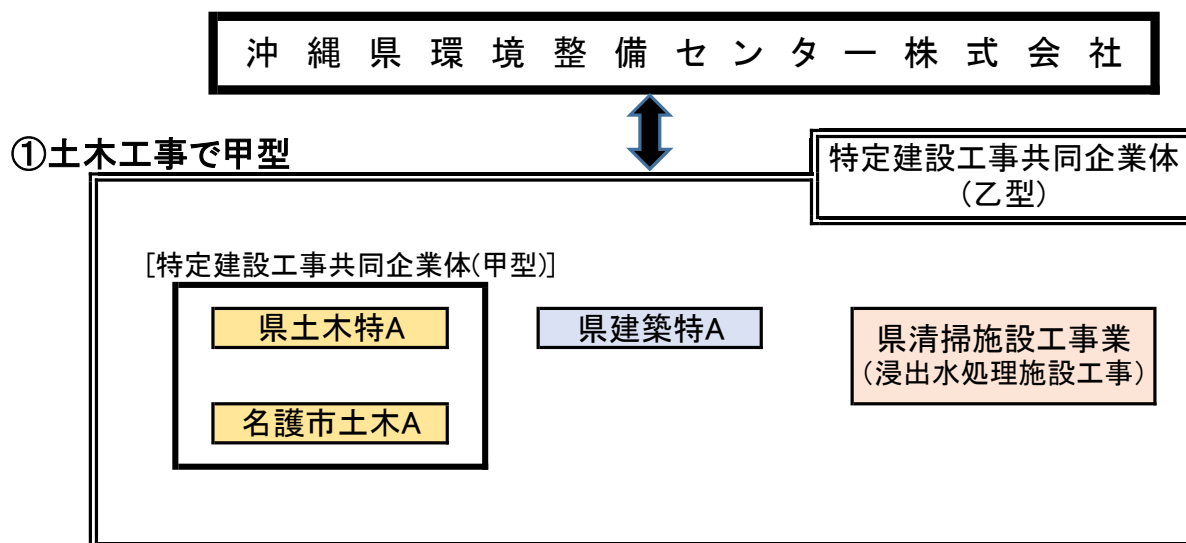 沖縄県環境整備センター株式会社
①土木工事で甲型
特定建設工事共同企業体
(乙型)
[特定建設工事共同企業体(甲型)]
県土木特A
県建築特A
県清掃施設工事業
(浸出水処理施設工事)
名護市土木A